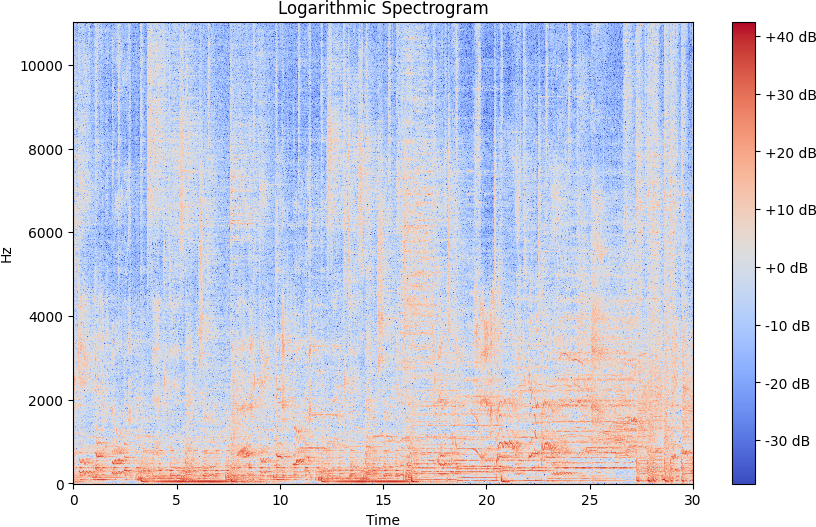 Logarithmic Spectrogram
Hz
10000
8000
6000
4000
2000
0
0 5 10 15 20 25 30
Time
+40 dB
+30 dB
+20 dB
+10 dB
+0 dB
-10 dB
-20 dB
-30 dB